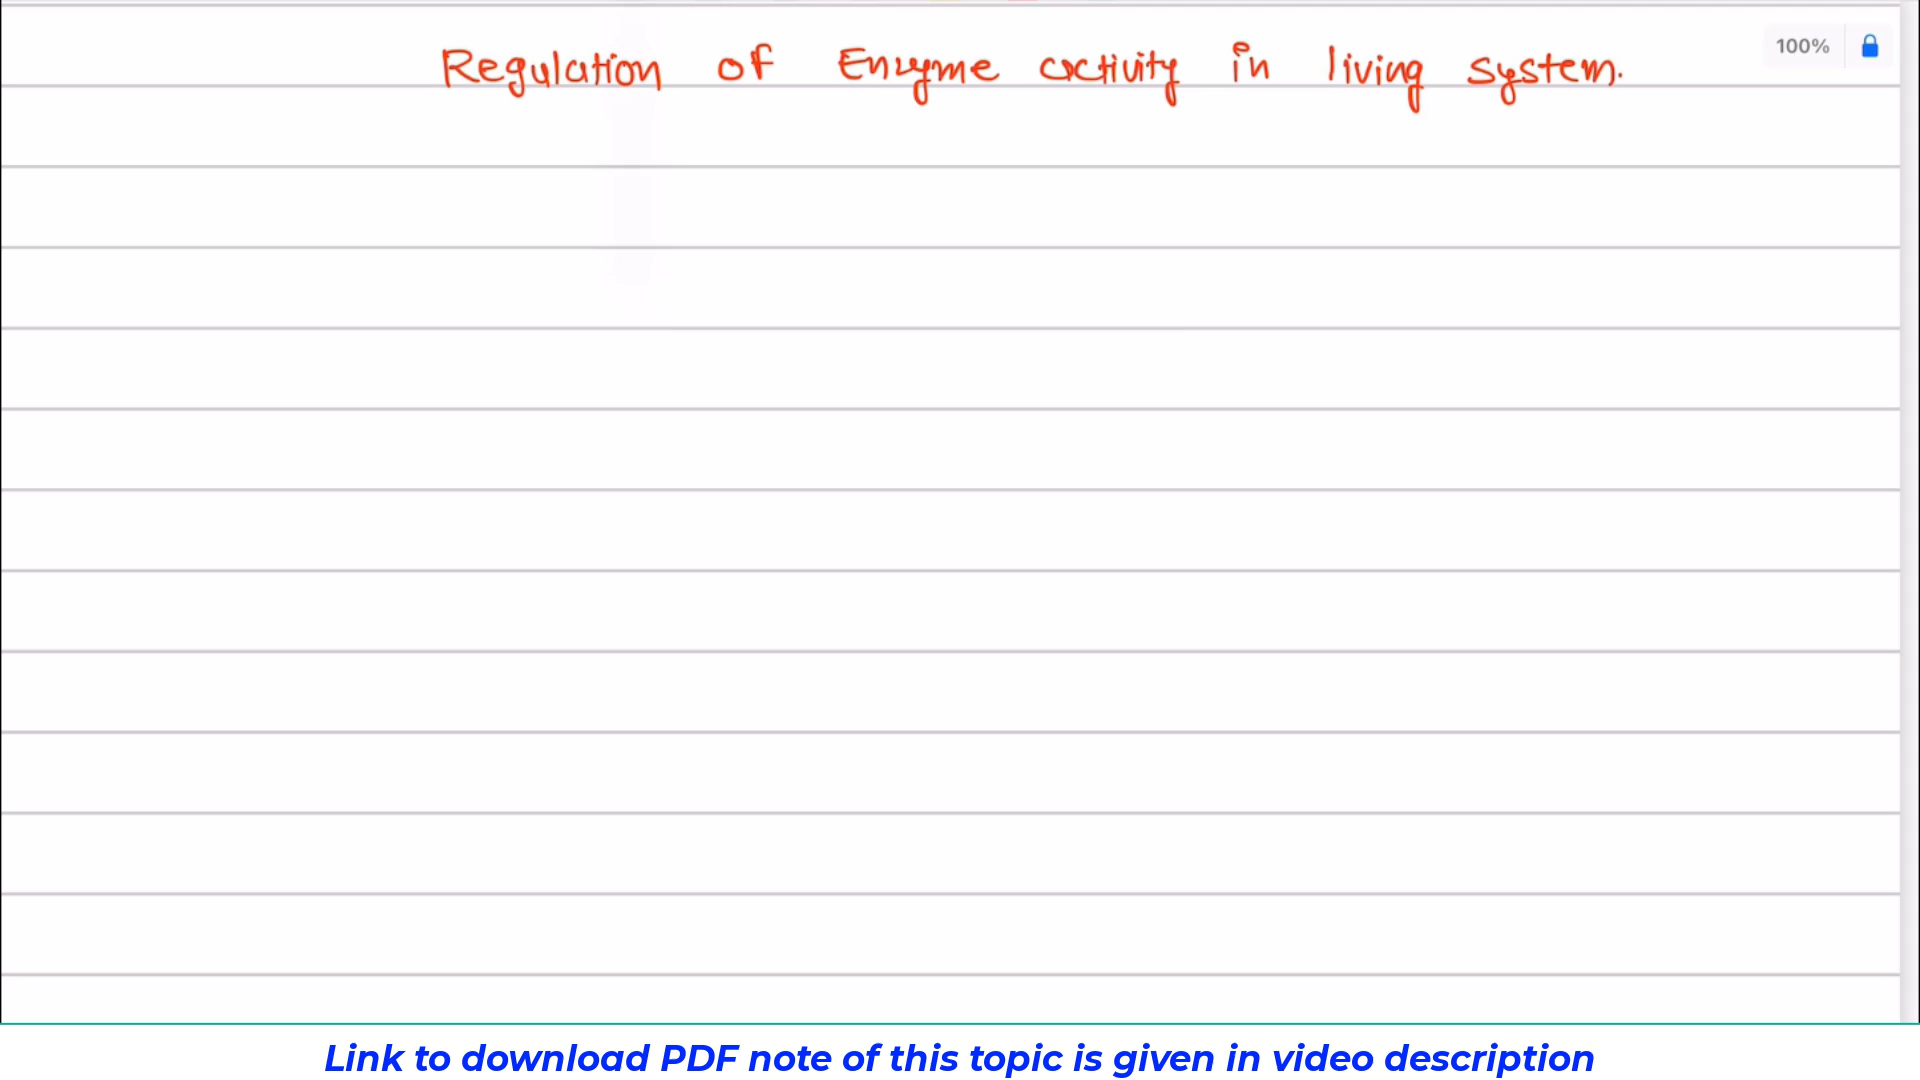 Regulation of Enzyme activity in living system.
100%
Link to download PDF note of this topic is given in video description